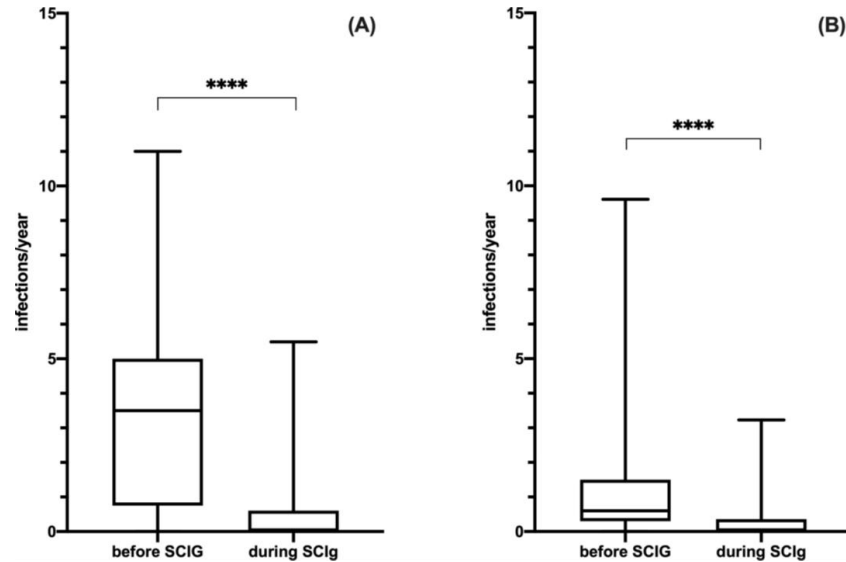 (A)
15
10
5
0
infections/year
****
before SCIG
during SCIg
(B)
15
10
5
0
infections/year
****
before SCIG
during SCIg